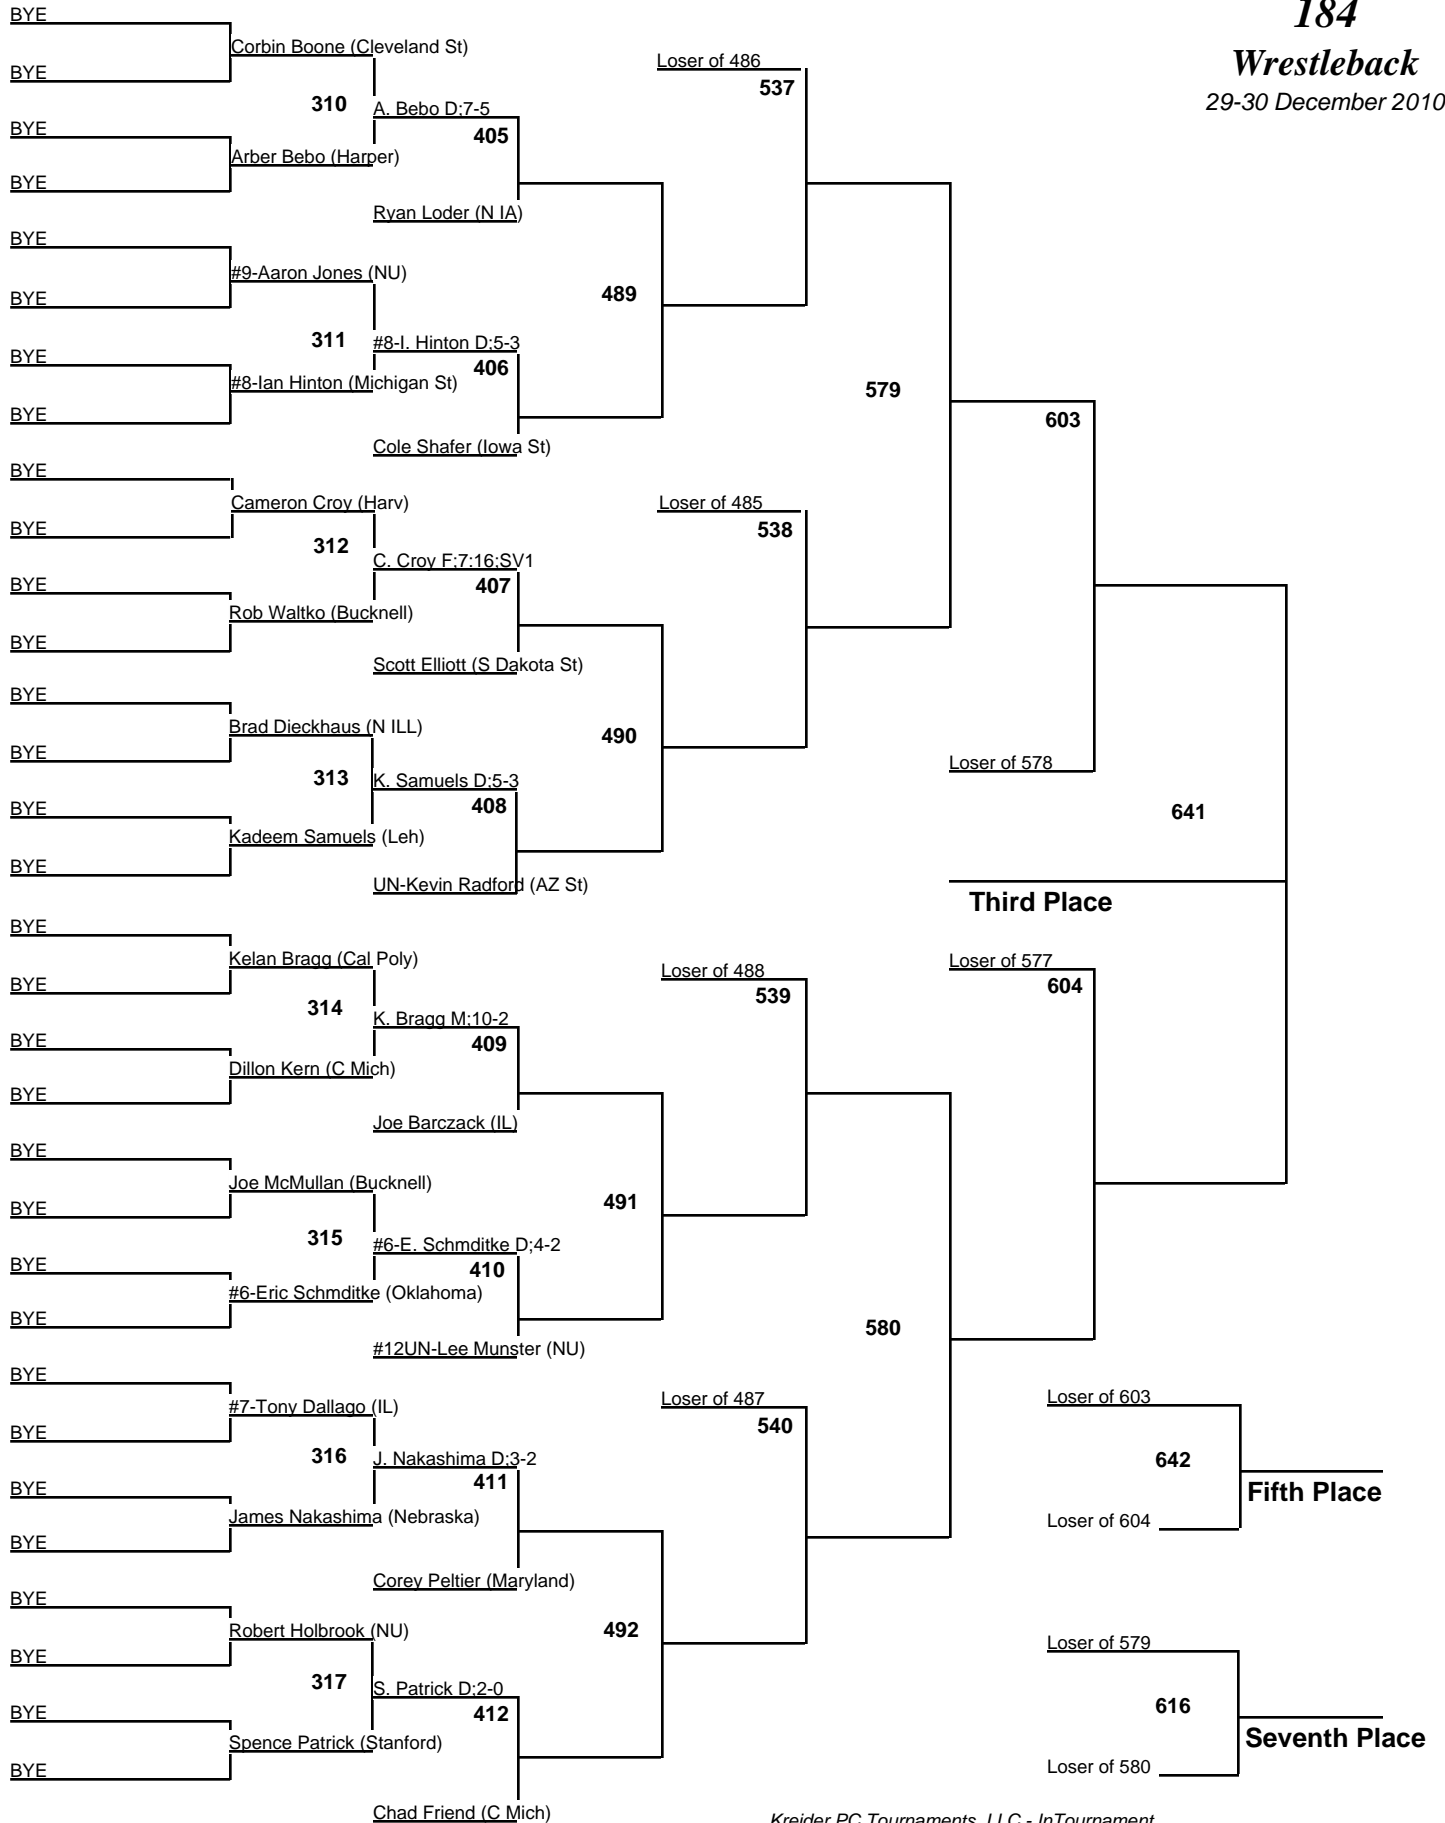 184
Wrestleback
29-30 December 2010
BYE
Corbin Boone (Cleveland St)
BYE
310
A. Bebo D;7-5
405
BYE
Arber Bebo (Harper)
BYE
Ryan Loder (N IA)
Loser of 486
537
BYE
#9-Aaron Jones (NU)
BYE
489
311
#8-I. Hinton D;5-3
406
BYE
#8-Ian Hinton (Michigan St)
BYE
Cole Shafer (Iowa St)
579
603
BYE
Cameron Croy (Harv)
BYE
312
C. Croy F;7:16;SV1
407
BYE
Rob Waltko (Bucknell)
BYE
Scott Elliott (S Dakota St)
Loser of 485
538
BYE
Brad Dieckhaus (N ILL)
BYE
490
313
K. Samuels D;5-3
408
BYE
Kadeem Samuels (Leh)
BYE
UN-Kevin Radford (AZ St)
Loser of 578
641
Third Place
BYE
Kelan Bragg (Cal Poly)
BYE
314
K. Bragg M;10-2
409
BYE
Dillon Kern (C Mich)
BYE
Joe Barczack (IL)
Loser of 488
539
Loser of 577
604
BYE
Joe McMullan (Bucknell)
BYE
491
315
#6-E. Schmditke D;4-2
410
BYE
#6-Eric Schmditke (Oklahoma)
BYE
#12UN-Lee Munster (NU)
580
BYE
#7-Tony Dallago (IL)
BYE
316
J. Nakashima D;3-2
411
BYE
James Nakashima (Nebraska)
BYE
Corey Peltier (Maryland)
Loser of 487
540
Loser of 603
642
Fifth Place
Loser of 604
BYE
Robert Holbrook (NU)
BYE
492
317
S. Patrick D;2-0
412
BYE
Spence Patrick (Stanford)
BYE
Chad Friend (C Mich)
Loser of 579
616
Seventh Place
Loser of 580
Kreider PC Tournaments, LLC - InTournament